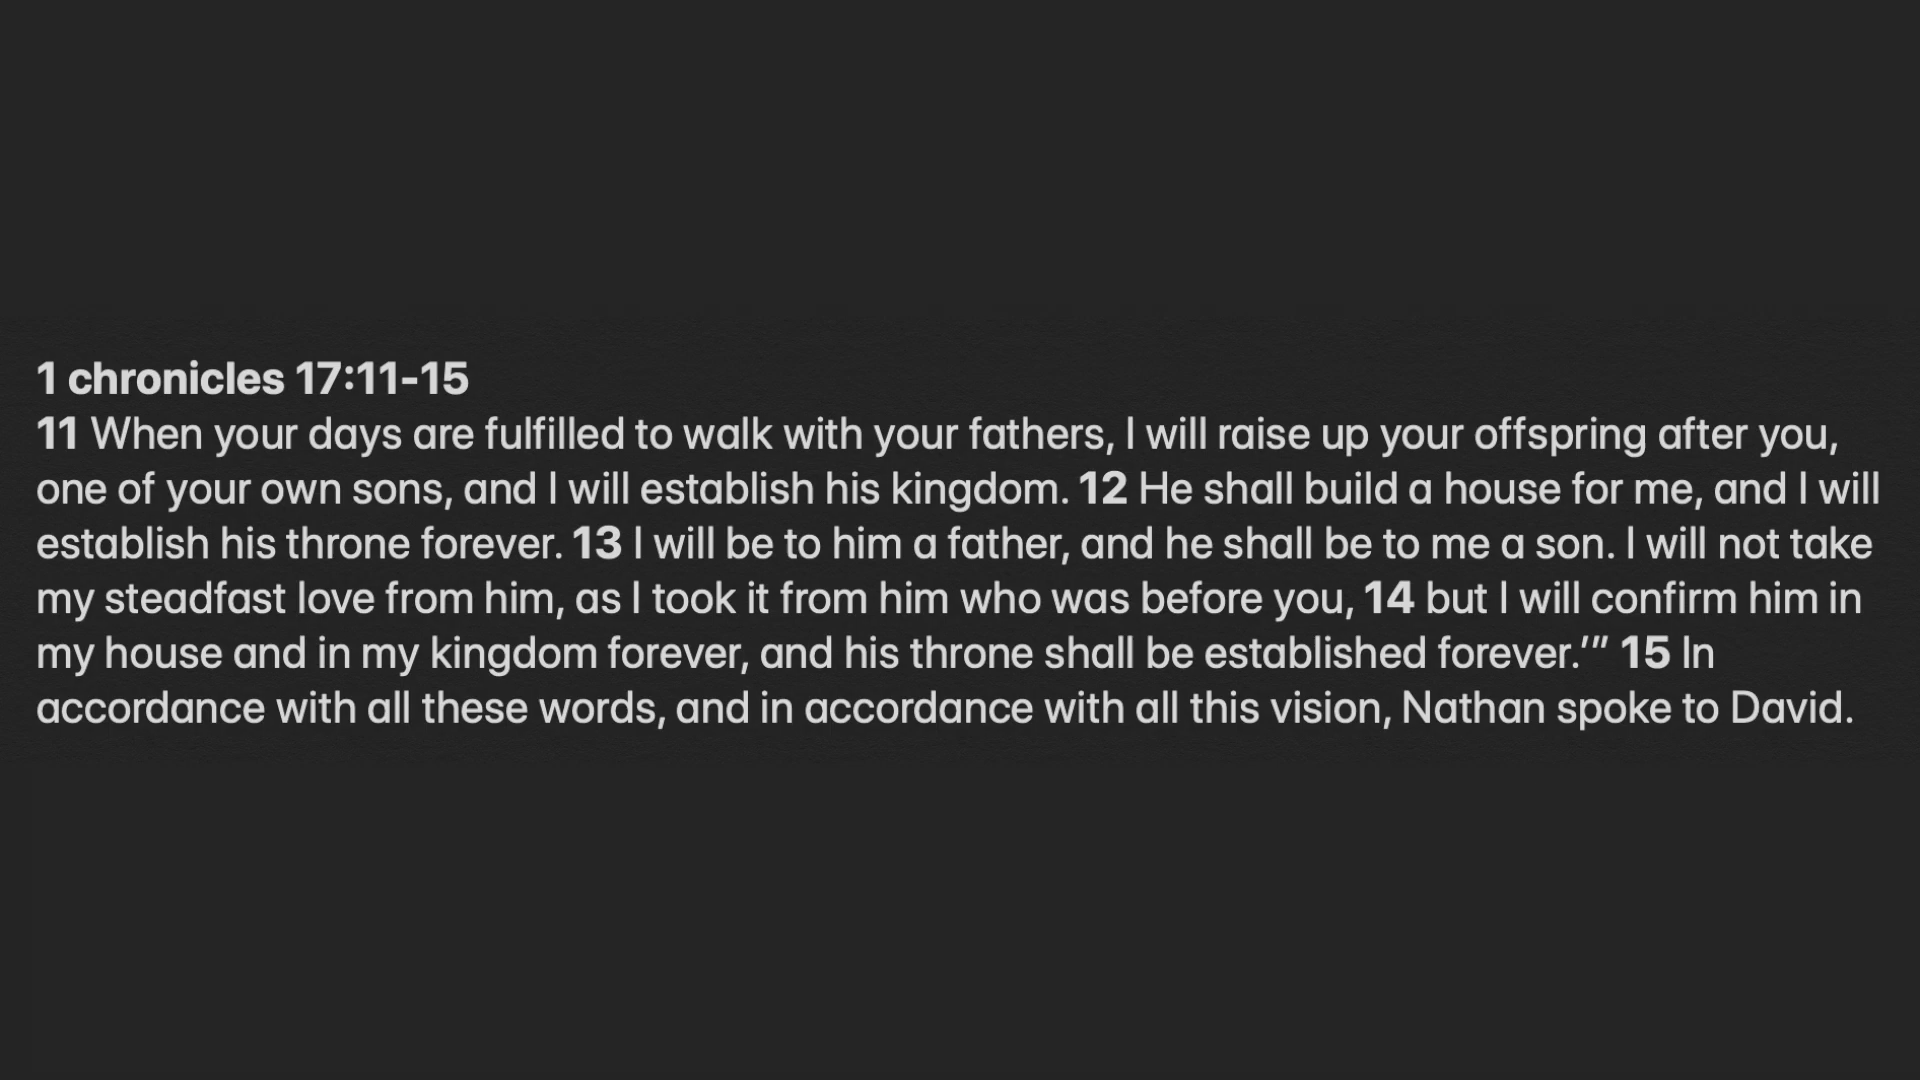 1 chronicles 17:11-15
11 When your days are fulfilled to walk with your fathers, I will raise up your offspring after you,
one of your own sons, and I will establish his kingdom. 12 He shall build a house for me, and I will
establish his throne forever. 13 I will be to him a father, and he shall be to me a son. I will not take
my steadfast love from him, as I took it from him who was before you, 14 but I will confirm him in
my house and in my kingdom forever, and his throne shall be established forever.’” 15 In
accordance with all these words, and in accordance with all this vision, Nathan spoke to David.